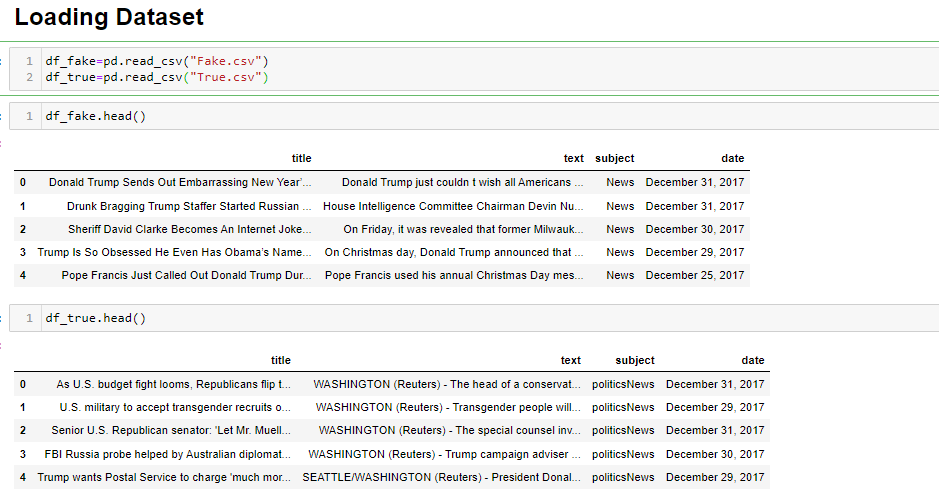 Loading Dataset
1 df_fake=pd.read_csv("Fake.csv")
2 df_true=pd.read_csv("True.csv")
1 df_fake.head()
title text subject date
0 Donald Trump Sends Out Embarrassing New Year’... Donald Trump just couldn t wish all Americans ... News December 31, 2017
1 Drunk Bragging Trump Staffer Started Russian ... House Intelligence Committee Chairman Devin Nu... News December 31, 2017
2 Sheriff David Clarke Becomes An Internet Joke... On Friday, it was revealed that former Milwauk... News December 30, 2017
3 Trump Is So Obsessed He Even Has Obama’s Name... On Christmas day, Donald Trump announced that ... News December 29, 2017
4 Pope Francis Just Called Out Donald Trump Dur... Pope Francis used his annual Christmas Day mes... News December 25, 2017
1 df_true.head()
title text subject date
0 As U.S. budget fight looms, Republicans flip t... WASHINGTON (Reuters) - The head of a conservat... politicsNews December 31, 2017
1 U.S. military to accept transgender recruits o... WASHINGTON (Reuters) - Transgender people will... politicsNews December 29, 2017
2 Senior U.S. Republican senator: 'Let Mr. Muell... WASHINGTON (Reuters) - The special counsel inv... politicsNews December 31, 2017
3 FBI Russia probe helped by Australian diplomat... WASHINGTON (Reuters) - Trump campaign adviser ... politicsNews December 30, 2017
4 Trump wants Postal Service to charge 'much mor... SEATTLE/WASHINGTON (Reuters) - President Donal... politicsNews December 29, 2017